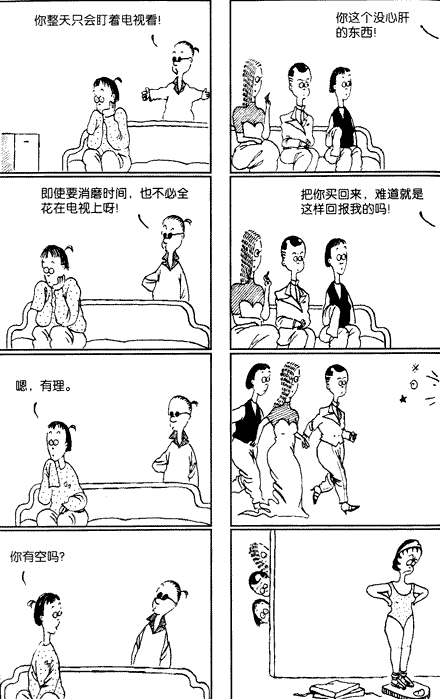 你整天只会盯着电视看!
即使要消磨时间，也不必全
花在电视上呀!
嗯，有理。
你有空吗?
你这个没心肝
的东西!
把你买回来，难道就是
这样回报我的吗!